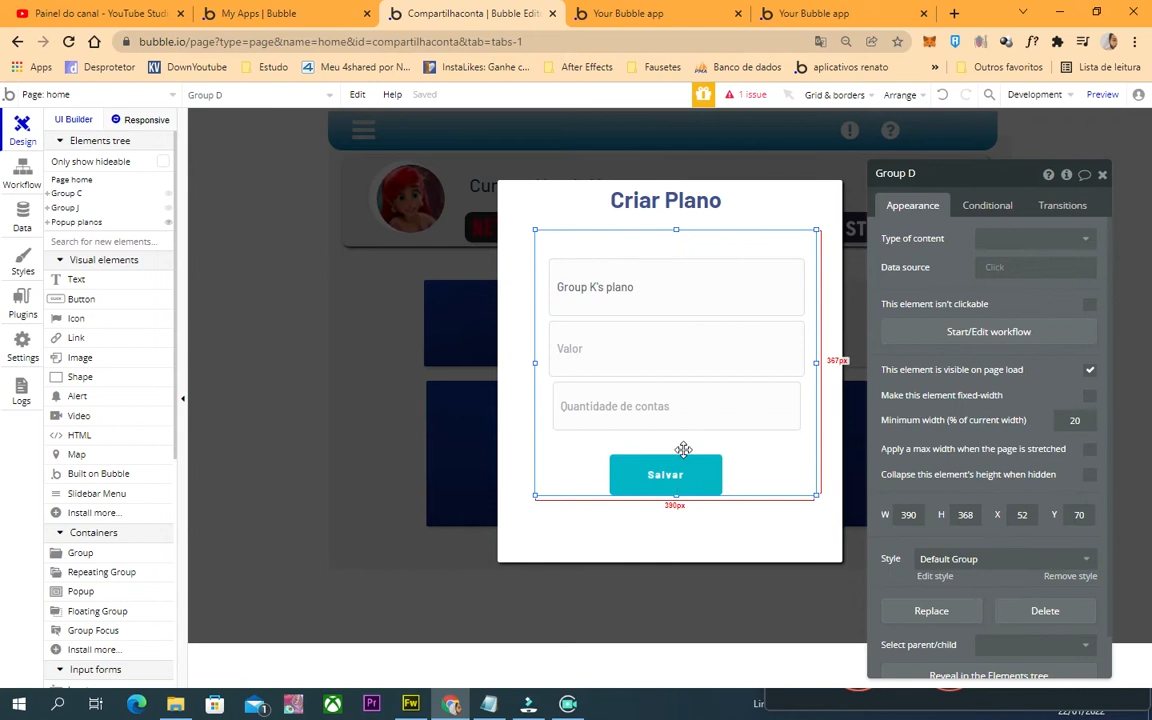 Painel do canal - YouTube Studi
My Apps | Bubble
Compartilhaconta | Bubble Edit
Your Bubble app
Your Bubble app
bubble.io/page?type=page&name=home&id=compartilhaconta&tab=tabs-1
Apps
Desprotetor
DownYoutube
Estudo
Meu 4shared por N...
InstaLikes: Ganhe c...
After Effects
Fausetes
Banco de dados
aplicativos renato
Outros favoritos
Lista de leitura
Page: home
Group D
Edit
Help
Saved
1 issue
Grid & borders
Arrange
Development
Preview
Design
Workflow
Data
Styles
Plugins
Settings
Logs
UI Builder
Responsive
Elements tree
Only show hideable
Page home
Group C
Group J
Popup planos
Search for new elements...
Visual elements
Text
Button
Icon
Link
Image
Shape
Alert
Video
HTML
Map
Built on Bubble
Slidebar Menu
Install more...
Containers
Group
Repeating Group
Popup
Floating Group
Group Focus
Install more...
Input forms
Cur
NE
ST
Criar Plano
Group K's plano
Valor
Quantidade de contas
Salvar
367px
390px
Group D
Appearance
Conditional
Transitions
Type of content
Data source
Click
This element isn't clickable
Start/Edit workflow
This element is visible on page load
Make this element fixed-width
Minimum width (% of current width)
20
Apply a max width when the page is stretched
Collapse this element's height when hidden
W 390 H 368 X 52 Y 70
Style
Default Group
Edit style
Remove style
Replace
Delete
Select parent/child
Reveal in the Elements tree
Lir
22/01/2022